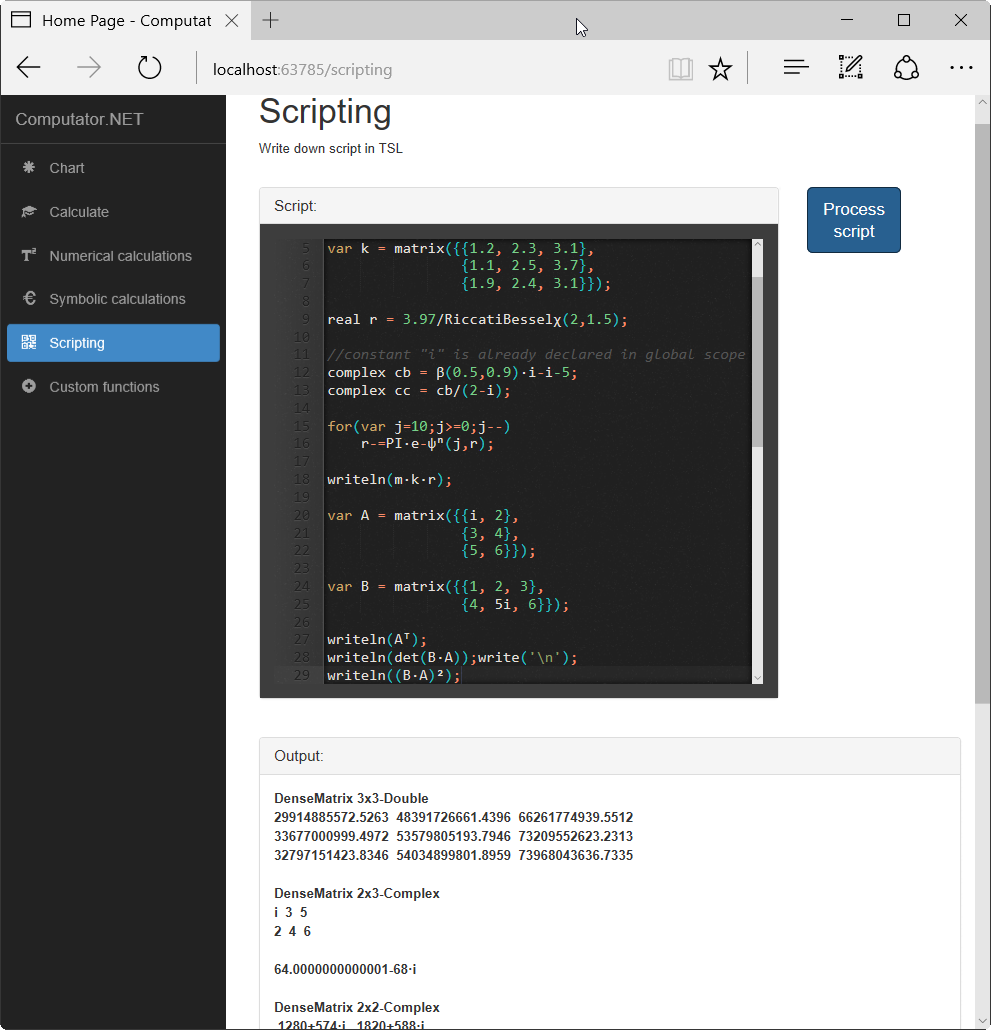 Home Page - Computat
localhost:63785/scripting
Computator.NET
Chart
Calculate
Numerical calculations
Symbolic calculations
Scripting
Custom functions
Scripting
Write down script in TSL
Script:
Process
script
5 var k = matrix({{1.2, 2.3, 3.1},
6 {1.1, 2.5, 3.7},
7 {1.9, 2.4, 3.1}});
8
9 real r = 3.97/RiccatiBesselχ(2,1.5);
10
11 //constant "i" is already declared in global scope
12 complex cb = β(0.5,0.9)·i-i-5;
13 complex cc = cb/(2-i);
14
15 for(var j=10;j>=0;j--)
16 r-=PI·e-ψⁿ(j,r);
17
18 writeln(m·k·r);
19
20 var A = matrix({{i, 2},
21 {3, 4},
22 {5, 6}});
23
24 var B = matrix({{1, 2, 3},
25 {4, 5i, 6}});
26
27 writeln(Aᵀ);
28 writeln(det(B·A));write('\n');
29 writeln((B·A)²);
Output:
DenseMatrix 3x3-Double
29914885572.5263 48391726661.4396 66261774939.5512
33677000999.4972 53579805193.7946 73209552623.2313
32797151423.8346 54034899801.8959 73968043636.7335
DenseMatrix 2x3-Complex
i 3 5
2 4 6
64.0000000000001-68·i
DenseMatrix 2x2-Complex
1280+574·i 1820+588·i